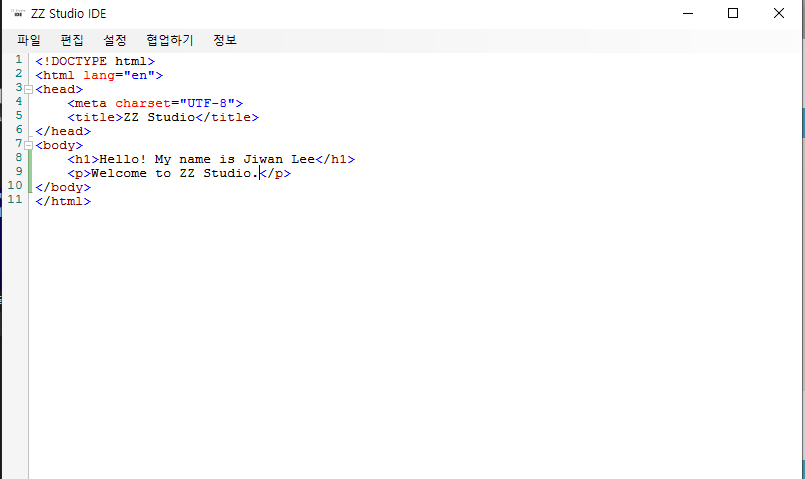 ZZ Studio IDE
파일 편집 설정 협업하기 정보
1 <!DOCTYPE html>
2 <html lang="en">
3 <head>
4     <meta charset="UTF-8">
5     <title>ZZ Studio</title>
6 </head>
7 <body>
8     <h1>Hello! My name is Jiwan Lee</h1>
9     <p>Welcome to ZZ Studio.</p>
10 </body>
11 </html>